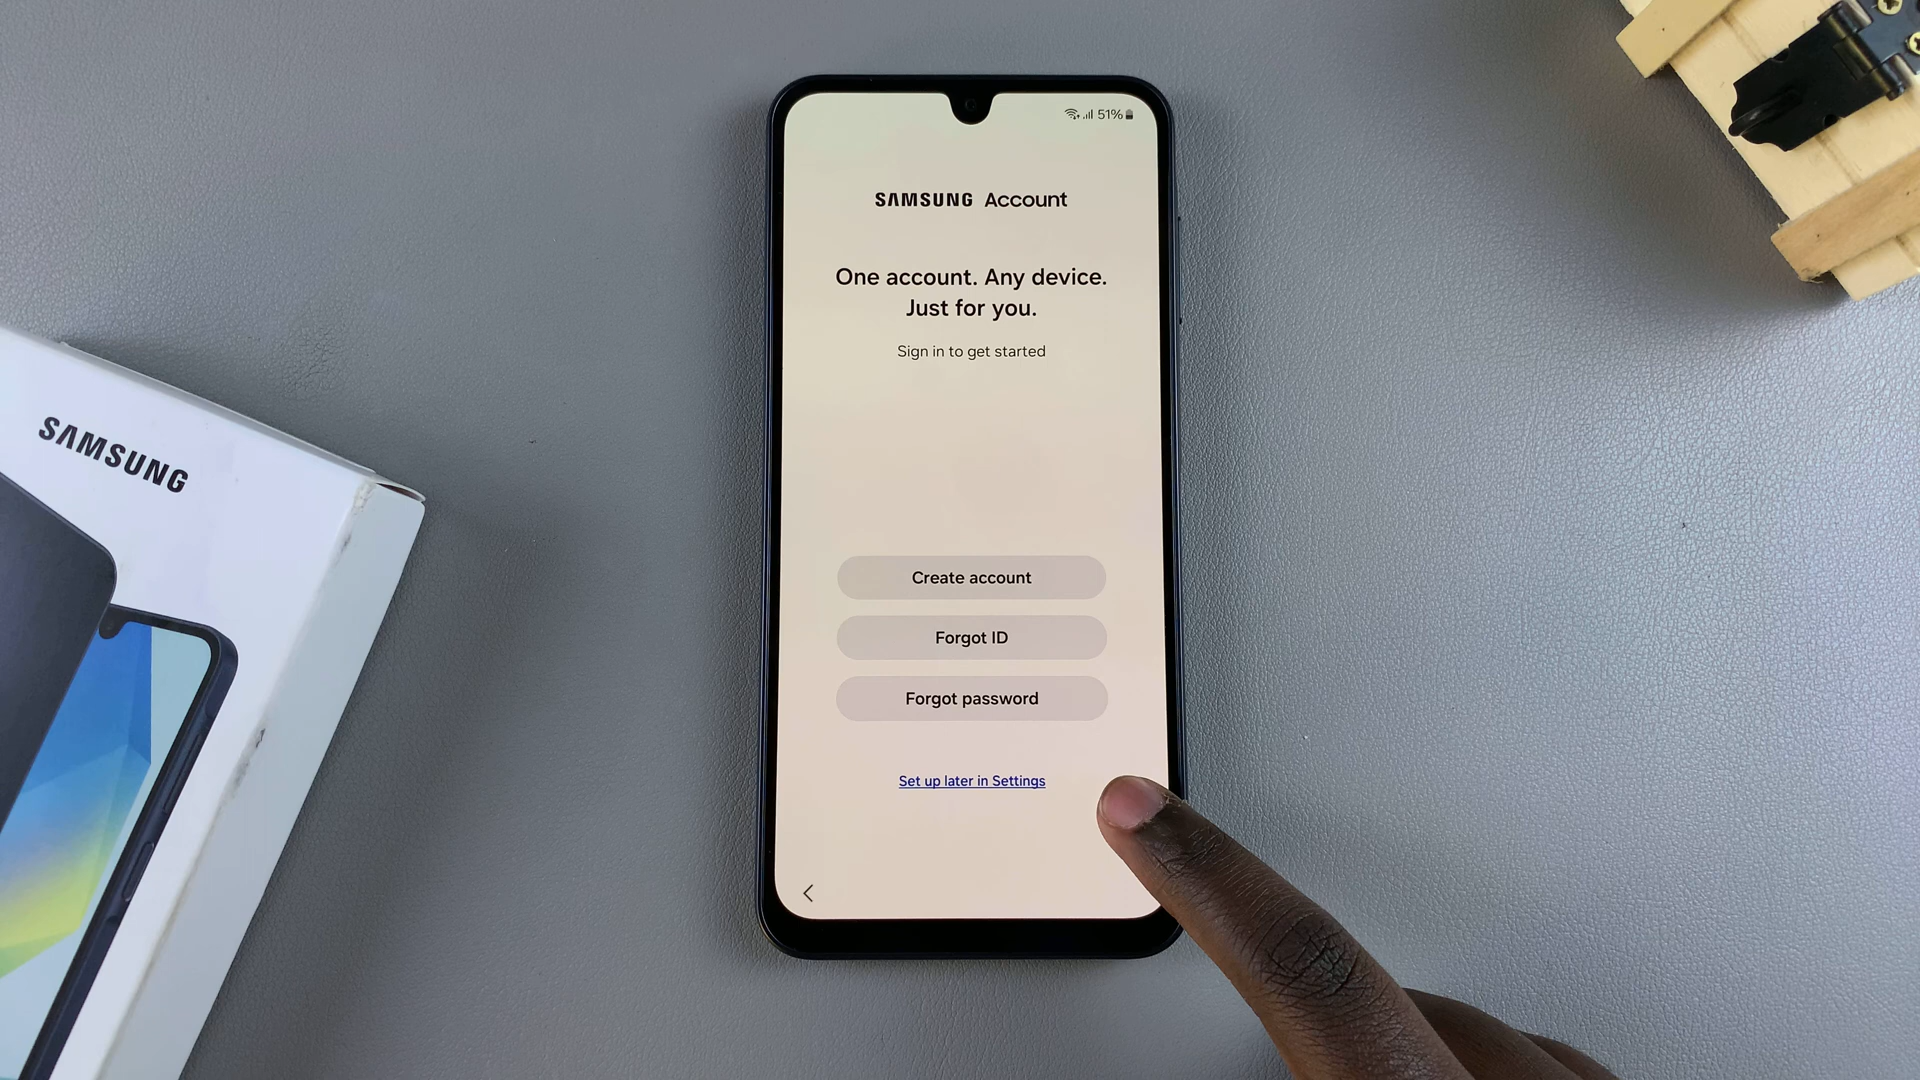 51%
SAMSUNG Account
One account. Any device.
Just for you.
Sign in to get started
Create account
Forgot ID
Forgot password
Set up later in Settings
SAMSUNG